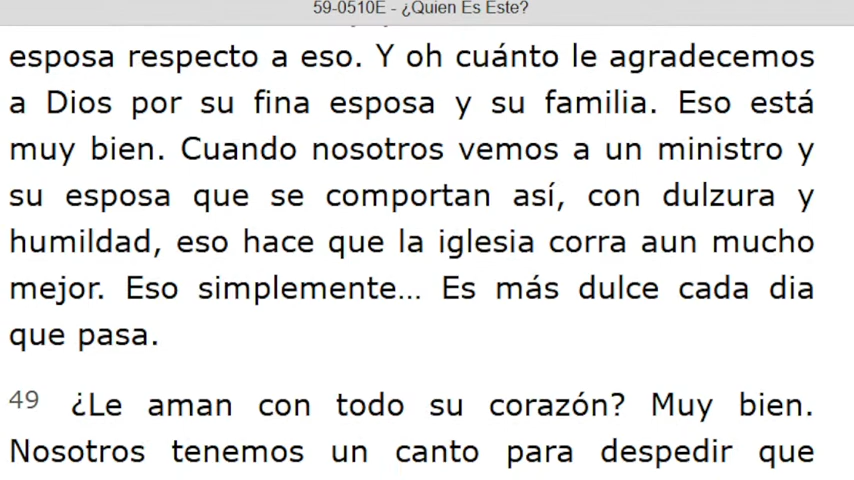 59-0510E - ¿Quien Es Este?
esposa respecto a eso. Y oh cuánto le agradecemos
a Dios por su fina esposa y su familia. Eso está
muy bien. Cuando nosotros vemos a un ministro y
su esposa que se comportan así, con dulzura y
humildad, eso hace que la iglesia corra aun mucho
mejor. Eso simplemente... Es más dulce cada dia
que pasa.
49 ¿Le aman con todo su corazón? Muy bien.
Nosotros tenemos un canto para despedir que